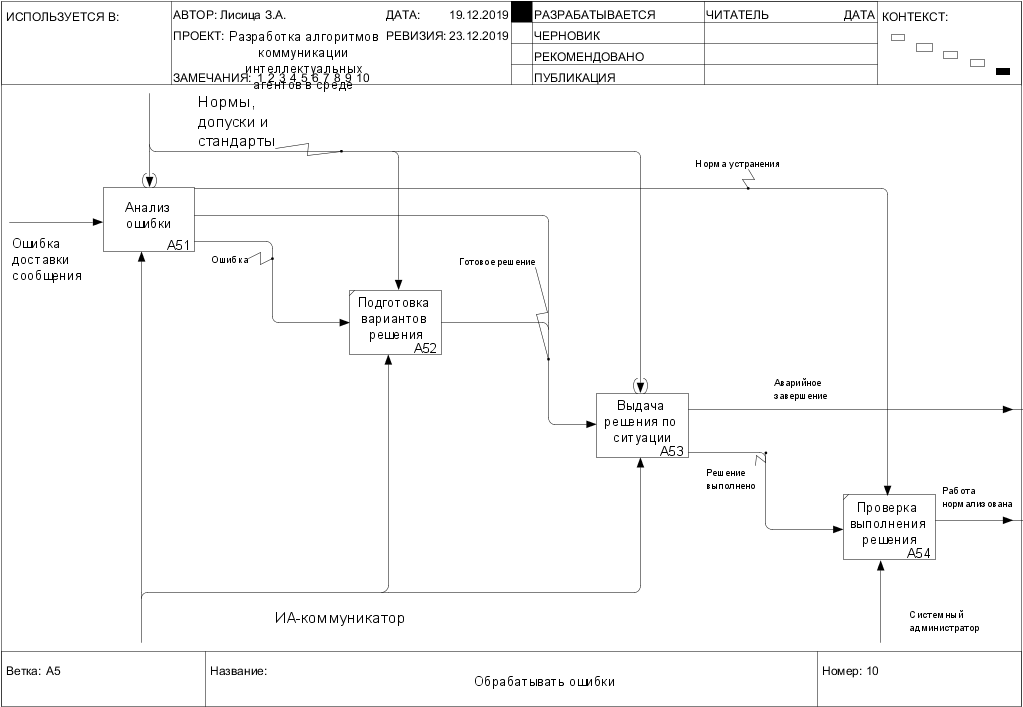 ИСПОЛЬЗУЕТСЯ В:
АВТОР: Лисица З.А.
ДАТА: 19.12.2019
РАЗРАБАТЫВАЕТСЯ
ЧИТАТЕЛЬ
ДАТА
КОНТЕКСТ:
ПРОЕКТ: Разработка алгоритмов
коммуникации
интеллектуальных
агентов в среде
РЕВИЗИЯ: 23.12.2019
ЧЕРНОВИК
РЕКОМЕНДОВАНО
ЗАМЕЧАНИЯ: 1 2 3 4 5 6 7 8 9 10
ПУБЛИКАЦИЯ
Нормы,
допуски и
стандарты
Норма устранения
Анализ
ошибки
A51
Ошибка
доставки
сообщения
Ошибка
Готовое решение
Подготовка
вариантов
решения
A52
Аварийное
завершение
Выдача
решения по
ситуации
A53
Решение
выполнено
Работа
нормализована
Проверка
выполнения
решения
A54
ИА-коммуникатор
Системный
администратор
Ветка: A5
Название:
Обрабатывать ошибки
Номер: 10